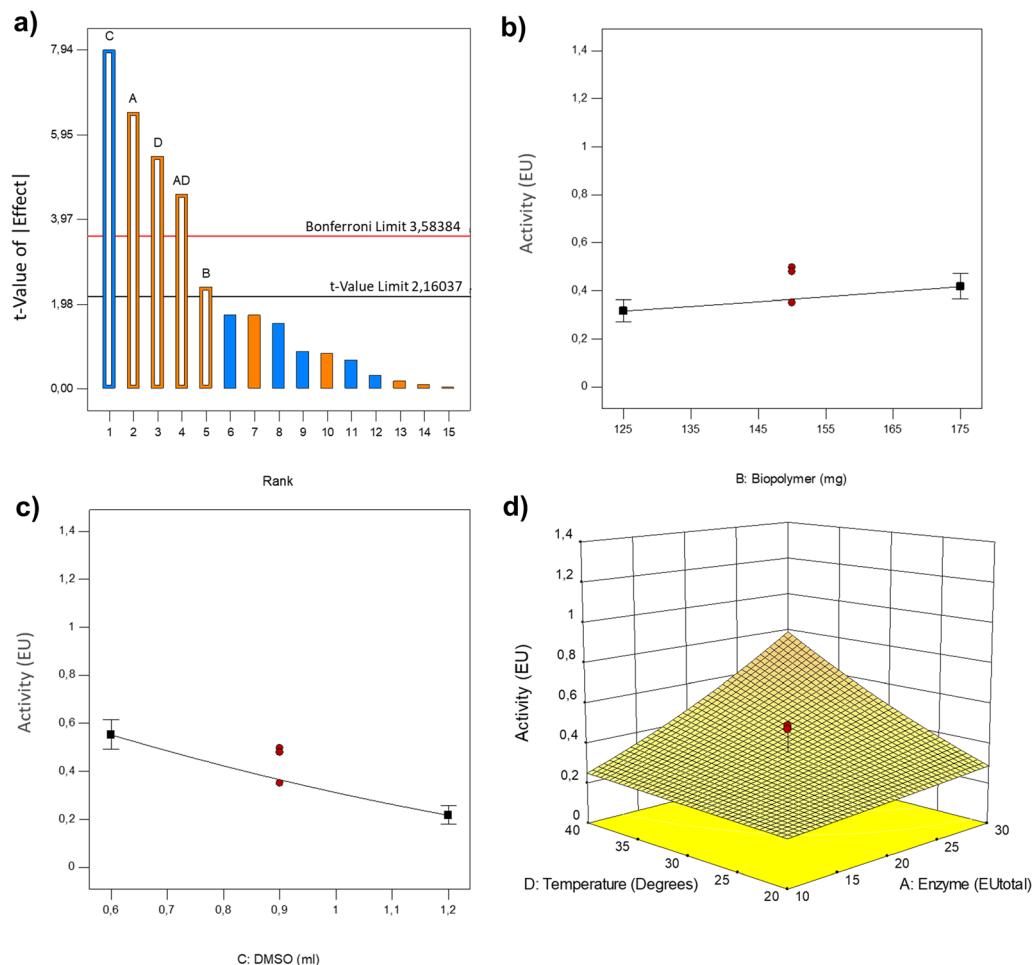 a)
t-Value of |Effect|
7,94
5,95
3,97
1,98
0,00
C
A
D
AD
B
Bonferroni Limit 3,58384
t-Value Limit 2,16037
1 2 3 4 5 6 7 8 9 10 11 12 13 14 15
Rank
b)
Activity (EU)
1,4
1,2
1
0,8
0,6
0,4
0,2
0
125 135 145 155 165 175
B: Biopolymer (mg)
c)
Activity (EU)
1,4
1,2
1
0,8
0,6
0,4
0,2
0
0,6 0,7 0,8 0,9 1 1,1 1,2
C: DMSO (ml)
d)
Activity (EU)
1,4
1,2
1
0,8
0,6
0,4
0,2
0
40 35 30 25 20
D: Temperature (Degrees)
10 15 20 25 30
A: Enzyme (EUtotal)